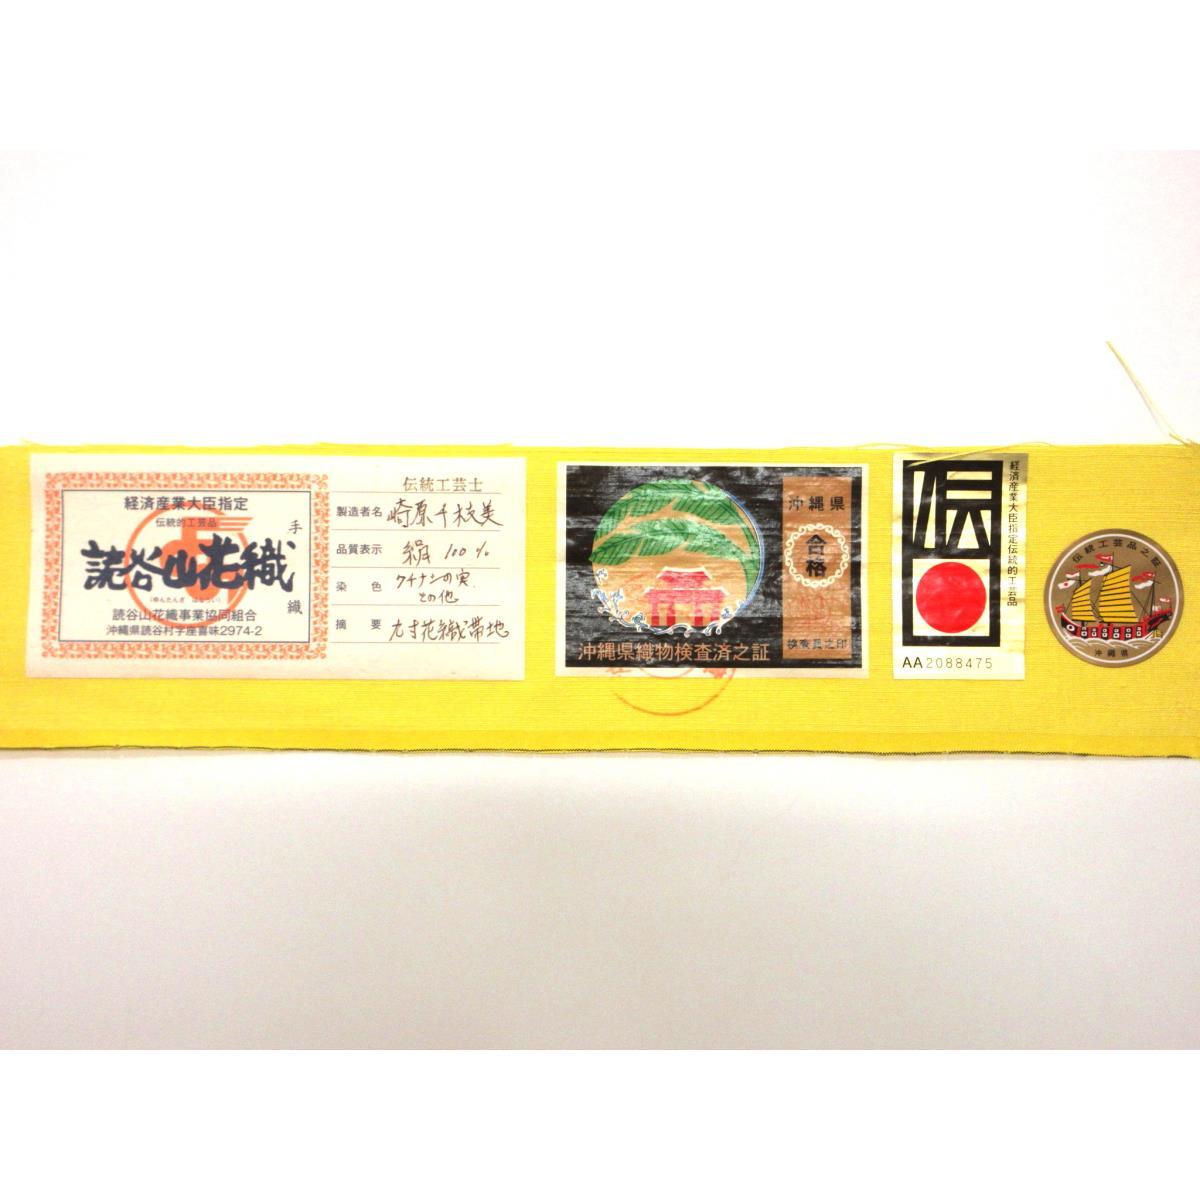 経済産業大臣指定
伝統的工芸品
読谷山花織
(ゆんたんざ はなうい)
読谷山花織事業協同組合
沖縄県読谷村字座喜味2974-2
手織
伝統工芸士
製造者名 崎原千枝美
品質表示 絹 100%
染色 クチナシの実
その他
摘要 九寸花織帯地
沖縄県
合格
検査員之印
沖縄県織物検査済之証
伝
経済産業大臣指定伝統的工芸品
AA2088475
伝統工芸品之証
沖縄県